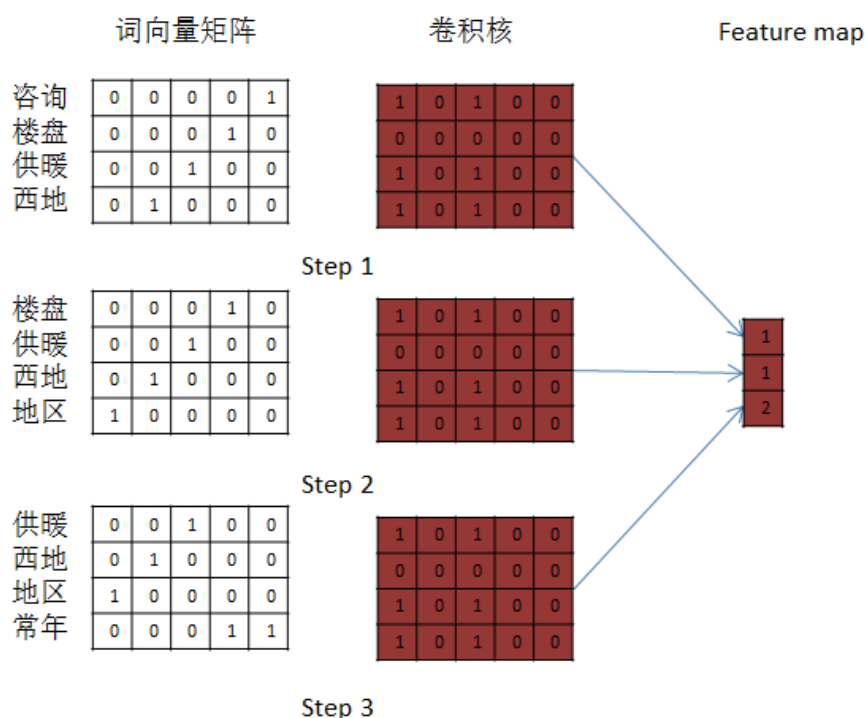 词向量矩阵 卷积核 Feature map
咨询 0 0 0 0 1 1 0 1 0 0
楼盘 0 0 0 1 0 0 0 0 0 0
供暖 0 0 1 0 0 1 0 1 0 0
西地 0 1 0 0 0 1 0 1 0 0
Step 1
楼盘 0 0 0 1 0 1 0 1 0 0
供暖 0 0 1 0 0 0 0 0 0 0 1
西地 0 1 0 0 0 1 0 1 0 0 1
地区 1 0 0 0 0 1 0 1 0 0 2
Step 2
供暖 0 0 1 0 0 1 0 1 0 0
西地 0 1 0 0 0 0 0 0 0 0
地区 1 0 0 0 0 1 0 1 0 0
常年 0 0 0 1 1 1 0 1 0 0
Step 3